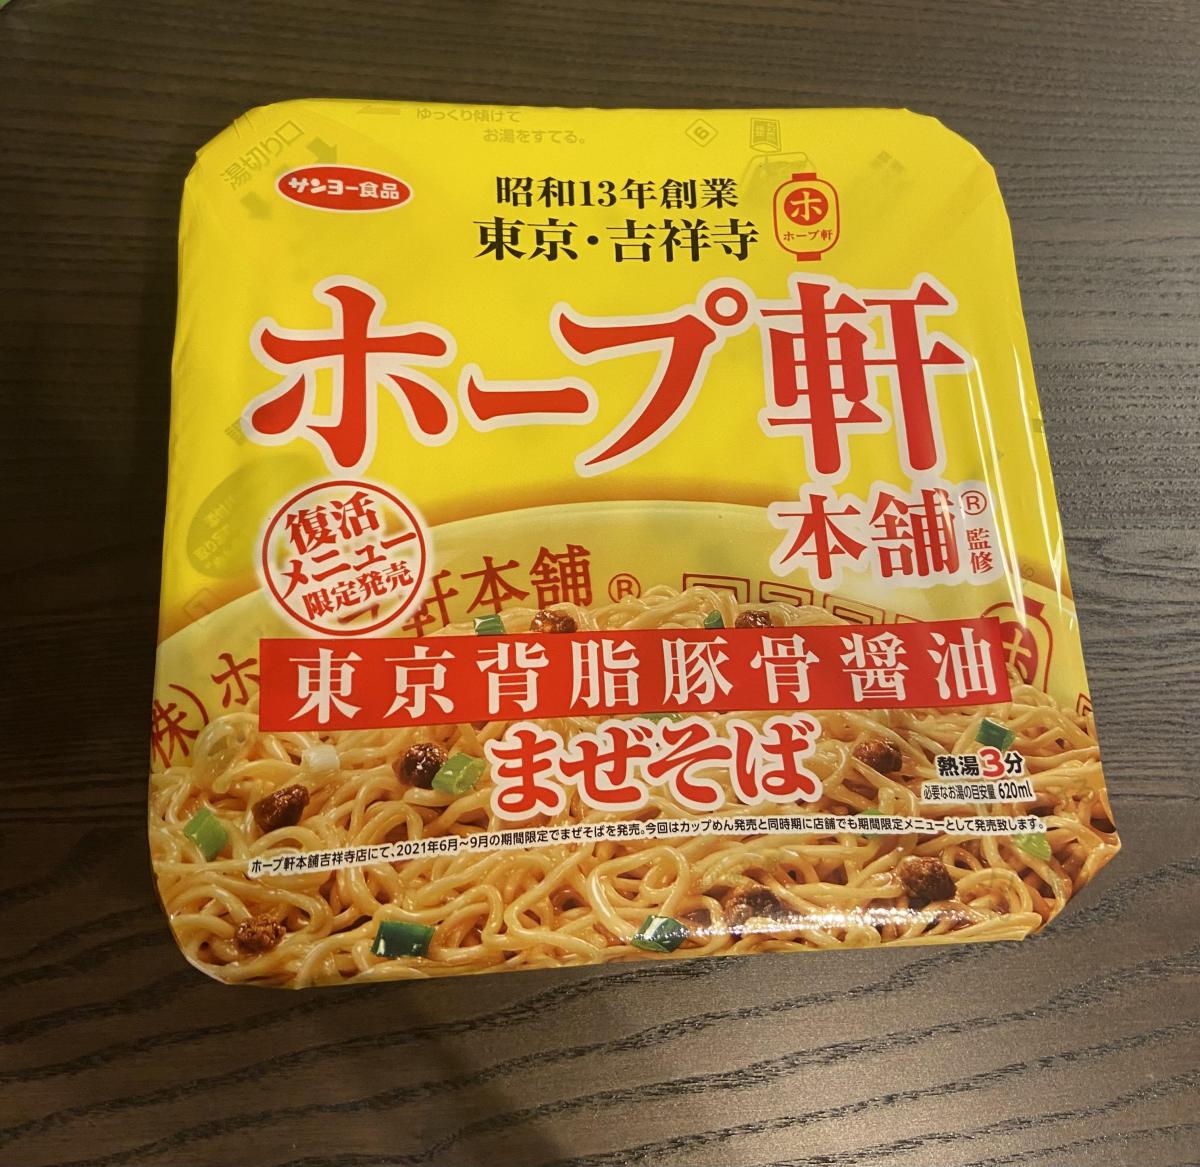 ゆっくり傾けて
お湯をすてる。
湯切り口
6
サンヨー食品
昭和13年創業
東京・吉祥寺
ホ
ホープ軒
ホープ軒
本舗®
監修
復活
メニュー
限定発売
軒本舗®
(株)ホ
東京背脂豚骨醤油
まぜそば
熱湯3分
必要なお湯の目安量 620ml
ホープ軒本舗吉祥寺店にて、2021年6月～9月の期間限定でまぜそばを発売。今回はカップめん発売と同時期に店舗でも期間限定メニューとして発売致します。